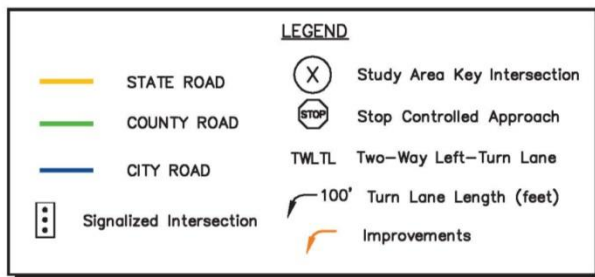 LEGEND
STATE ROAD
COUNTY ROAD
CITY ROAD
Signalized Intersection
X Study Area Key Intersection
STOP Stop Controlled Approach
TWLTL Two-Way Left-Turn Lane
100' Turn Lane Length (feet)
Improvements